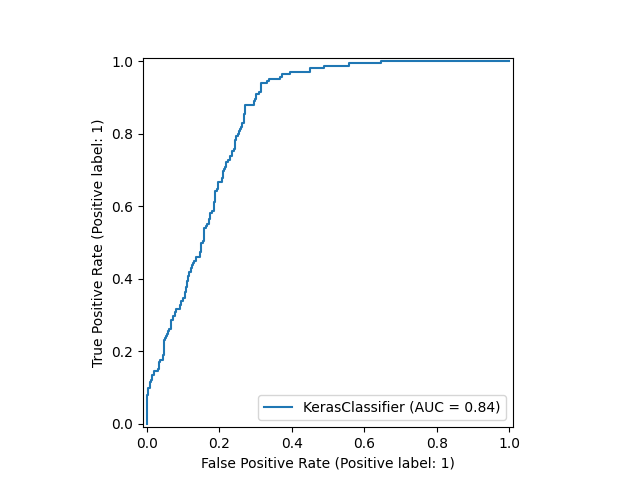 1.0
0.8
0.6
0.4
0.2
0.0
True Positive Rate (Positive label: 1)
KerasClassifier (AUC = 0.84)
0.0 0.2 0.4 0.6 0.8 1.0
False Positive Rate (Positive label: 1)